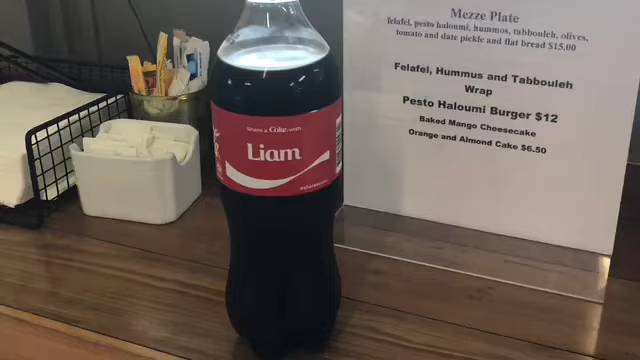 Share a Coke with
Liam
Mezze Plate
felafel, pesto haloumi, hummos, tabbouleh, olives,
tomato and date pickle and flat bread $15.00
Felafel, Hummus and Tabbouleh
Wrap
Pesto Haloumi Burger $12
Baked Mango Cheesecake
Orange and Almond Cake $6.50